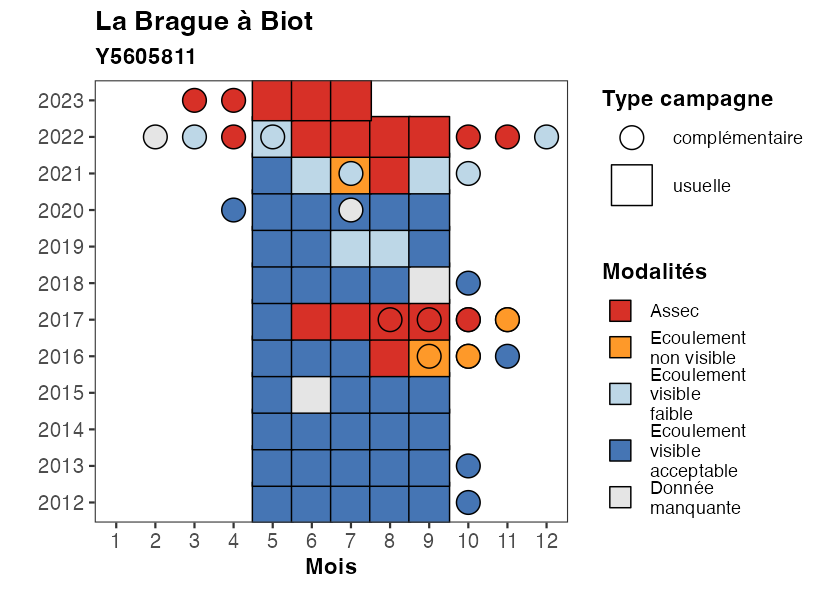 La Brague à Biot
Y5605811
2023
2022
2021
2020
2019
2018
2017
2016
2015
2014
2013
2012
1 2 3 4 5 6 7 8 9 10 11 12
Mois
Type campagne
complémentaire
usuelle
Modalités
Assec
Ecoulement
non visible
Ecoulement
visible
faible
Ecoulement
visible
acceptable
Donnée
manquante